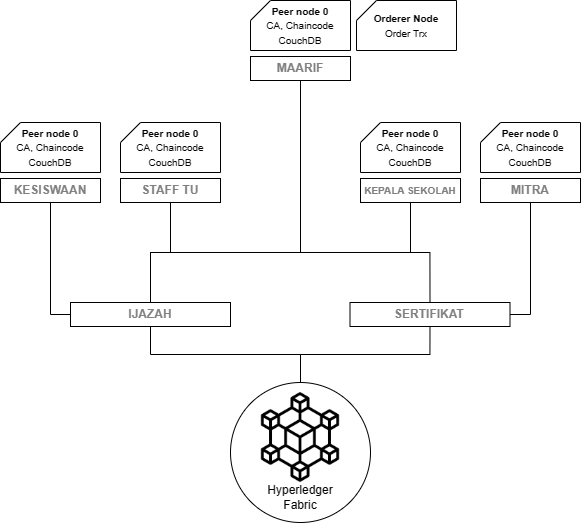 Peer node 0
CA, Chaincode
CouchDB
MAARIF
Orderer Node
Order Trx
Peer node 0
CA, Chaincode
CouchDB
KESISWAAN
Peer node 0
CA, Chaincode
CouchDB
STAFF TU
Peer node 0
CA, Chaincode
CouchDB
KEPALA SEKOLAH
Peer node 0
CA, Chaincode
CouchDB
MITRA
IJAZAH
SERTIFIKAT
Hyperledger
Fabric